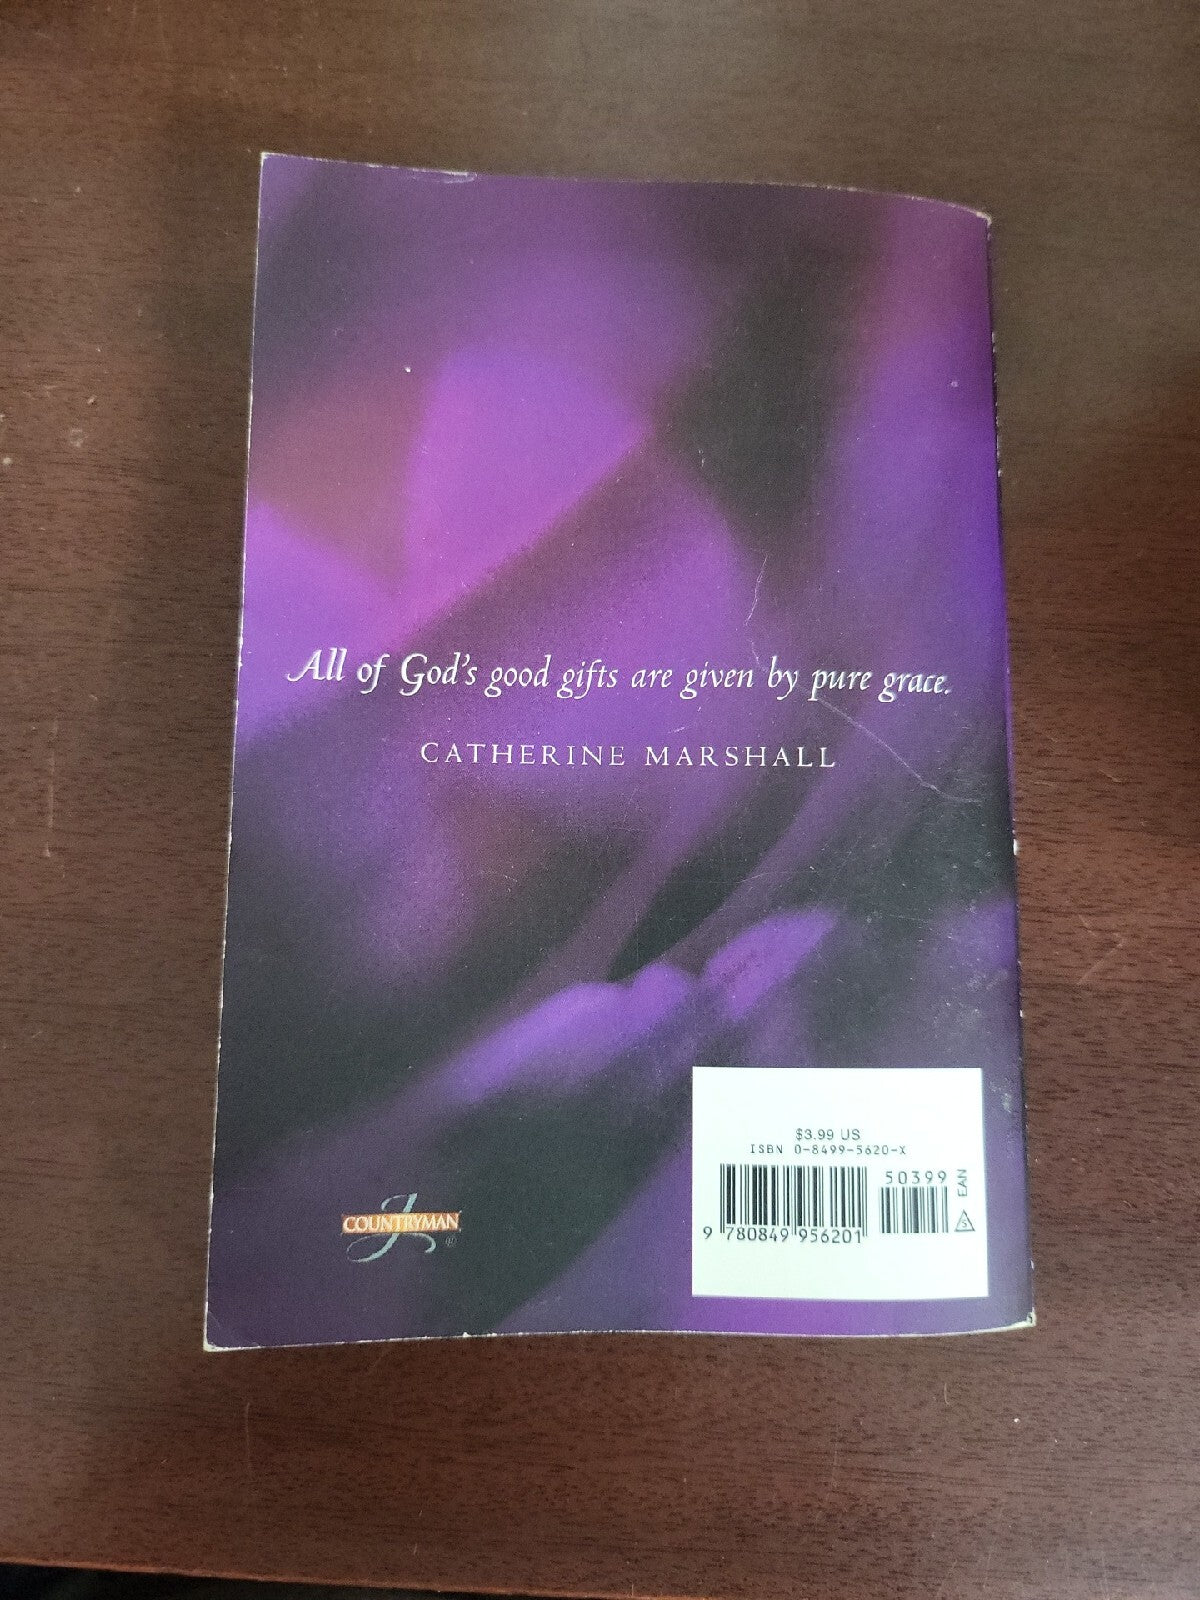 All of God's good gifts are given by pure grace.
CATHERINE MARSHALL
$3.99 US
ISBN 0-8499-5620-X
50399
EAN
9 780849 956201
J
COUNTRYMAN
®